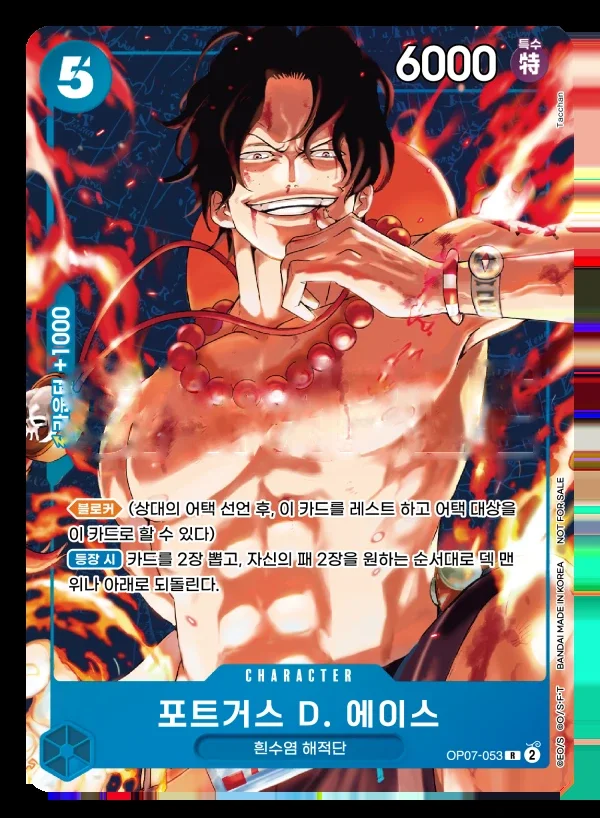 5
6000
특수
特
Tacchan
카운터 +1000
블로커 (상대의 어택 선언 후, 이 카드를 레스트 하고 어택 대상을
이 카드로 할 수 있다)
등장 시 카드를 2장 뽑고, 자신의 패 2장을 원하는 순서대로 덱 맨
위나 아래로 되돌린다.
CHARACTER
포트거스 D. 에이스
흰수염 해적단
OP07-053 R 2
©EO/S ©O/S·F·T BANDAI MADE IN KOREA NOT FOR SALE